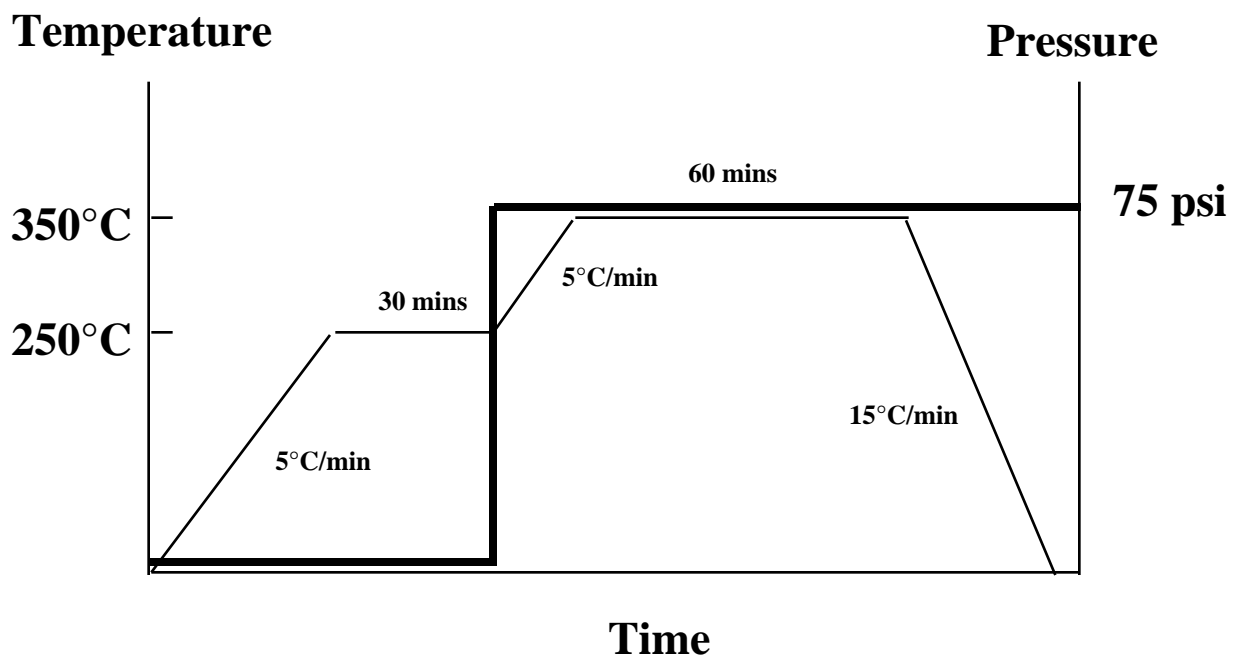 Temperature
Pressure
60 mins
75 psi
350°C
5°C/min
30 mins
250°C
15°C/min
5°C/min
Time